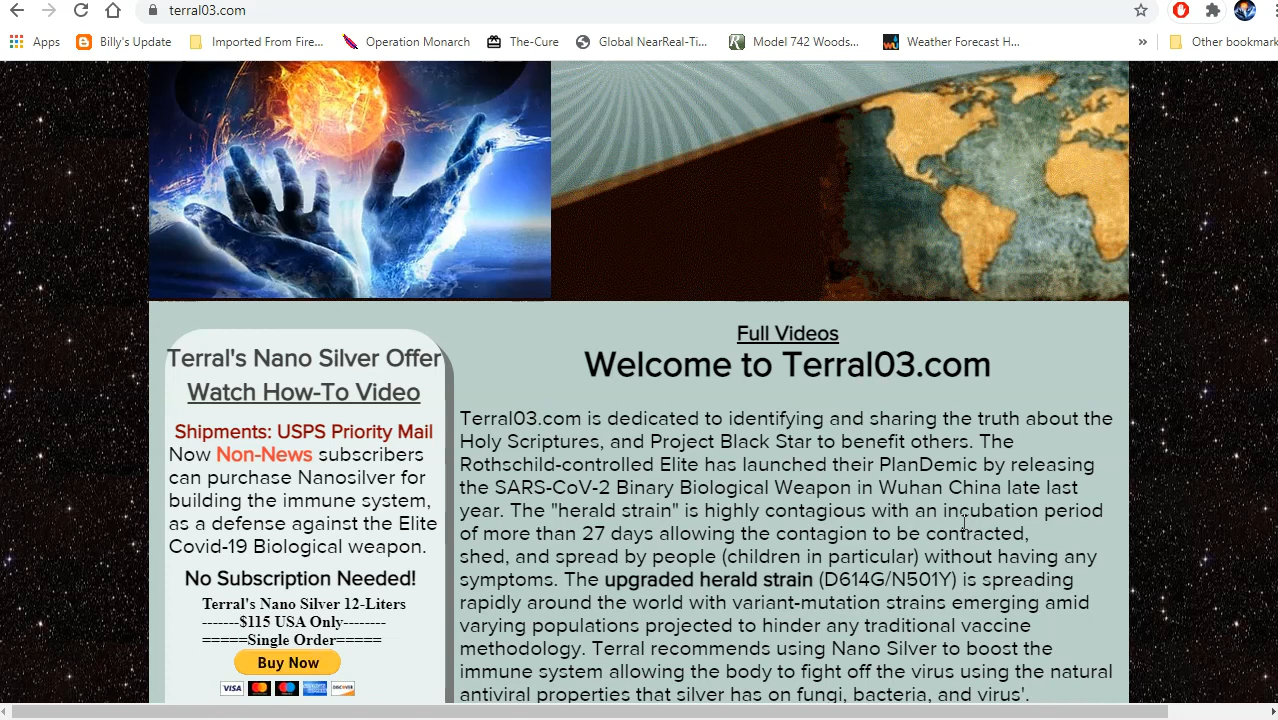 terral03.com
Apps
Billy's Update
Imported From Fire...
Operation Monarch
The-Cure
Global NearReal-Ti...
Model 742 Woods...
Weather Forecast H...
»
Other bookmark
Terral's Nano Silver Offer
Watch How-To Video
Shipments: USPS Priority Mail
Now Non-News subscribers
can purchase Nanosilver for
building the immune system,
as a defense against the Elite
Covid-19 Biological weapon.
No Subscription Needed!
Terral's Nano Silver 12-Liters
-------$115 USA Only--------
=====Single Order=====
Buy Now
VISA
DISCOVER
Full Videos
Welcome to Terral03.com
Terral03.com is dedicated to identifying and sharing the truth about the
Holy Scriptures, and Project Black Star to benefit others. The
Rothschild-controlled Elite has launched their PlanDemic by releasing
the SARS-CoV-2 Binary Biological Weapon in Wuhan China late last
year. The "herald strain" is highly contagious with an incubation period
of more than 27 days allowing the contagion to be contracted,
shed, and spread by people (children in particular) without having any
symptoms. The upgraded herald strain (D614G/N501Y) is spreading
rapidly around the world with variant-mutation strains emerging amid
varying populations projected to hinder any traditional vaccine
methodology. Terral recommends using Nano Silver to boost the
immune system allowing the body to fight off the virus using the natural
antiviral properties that silver has on fungi, bacteria, and virus'.